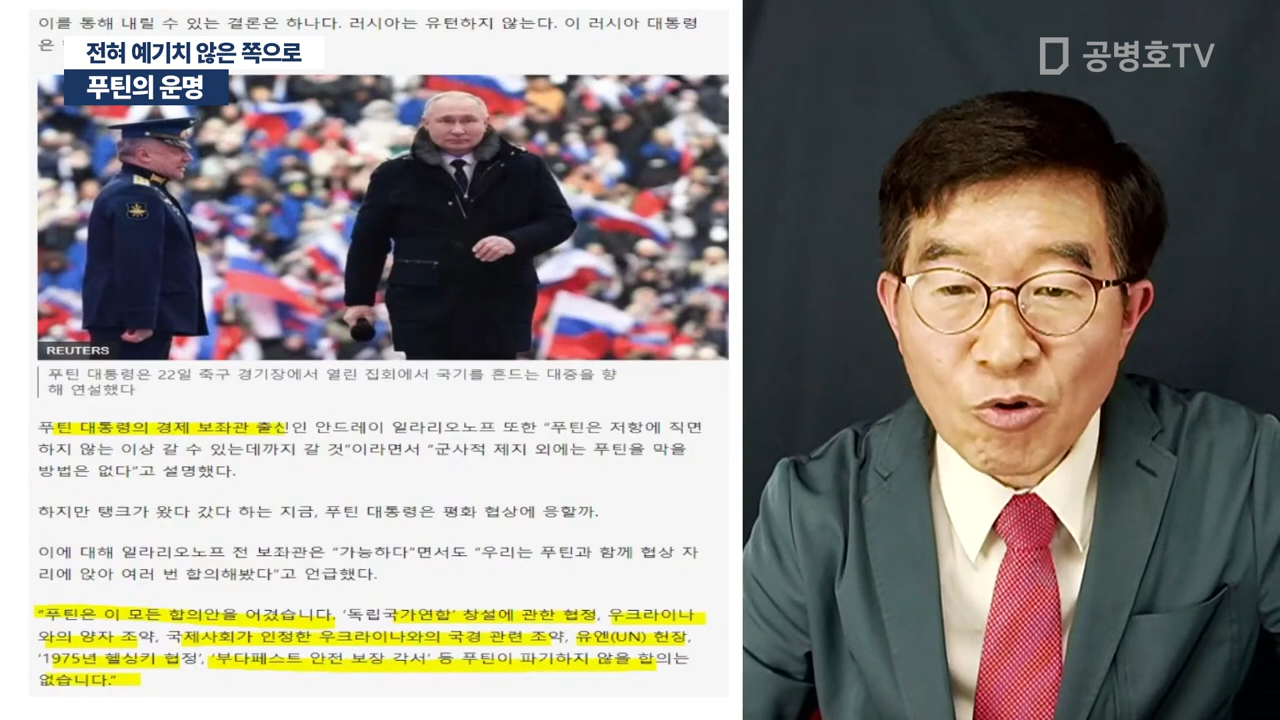 이를 통해 내릴 수 있는 결론은 하나다. 러시아는 유턴하지 않는다. 이 러시아 대통령
은
전혀 예기치 않은 쪽으로
푸틴의 운명
공병호TV
REUTERS
푸틴 대통령은 22일 축구 경기장에서 열린 집회에서 국기를 흔드는 대중을 향
해 연설했다
푸틴 대통령의 경제 보좌관 출신인 안드레이 일라리오노프 또한 “푸틴은 저항에 직면
하지 않는 이상 갈 수 있는데까지 갈 것”이라면서 “군사적 제지 외에는 푸틴을 막을
방법은 없다”고 설명했다.
하지만 탱크가 왔다 갔다 하는 지금, 푸틴 대통령은 평화 협상에 응할까.
이에 대해 일라리오노프 전 보좌관은 “가능하다”면서도 “우리는 푸틴과 함께 협상 자
리에 앉아 여러 번 합의해봤다”고 언급했다.
“푸틴은 이 모든 합의안을 어겼습니다. ‘독립국가연합’ 창설에 관한 협정, 우크라이나
와의 양자 조약, 국제사회가 인정한 우크라이나와의 국경 관련 조약, 유엔(UN) 헌장,
‘1975년 헬싱키 협정’, ‘부다페스트 안전 보장 각서’ 등 푸틴이 파기하지 않을 합의는
없습니다.”